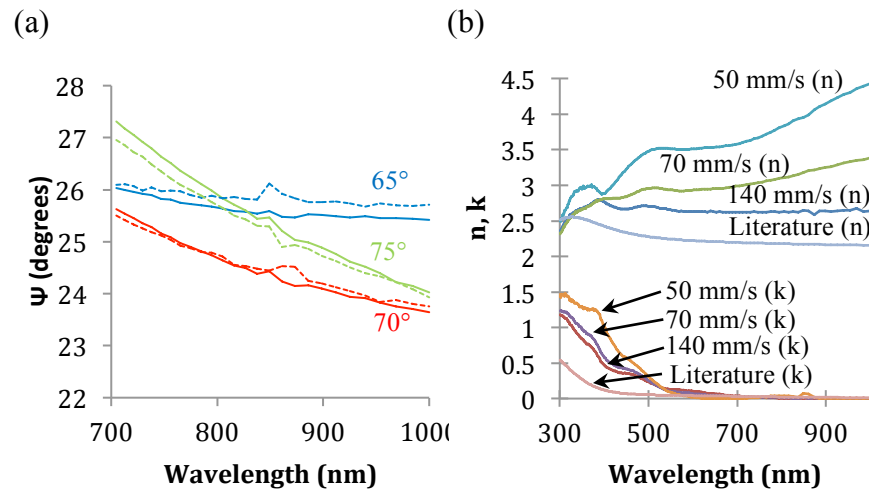 (a)
28
27
26
25
24
23
22
Ψ (degrees)
65°
75°
70°
700
800
900
1000
Wavelength (nm)
(b)
4.5
4
3.5
3
2.5
2
1.5
1
0.5
0
n, k
50 mm/s (n)
70 mm/s (n)
140 mm/s (n)
Literature (n)
50 mm/s (k)
70 mm/s (k)
140 mm/s (k)
Literature (k)
300
500
700
900
Wavelength (nm)